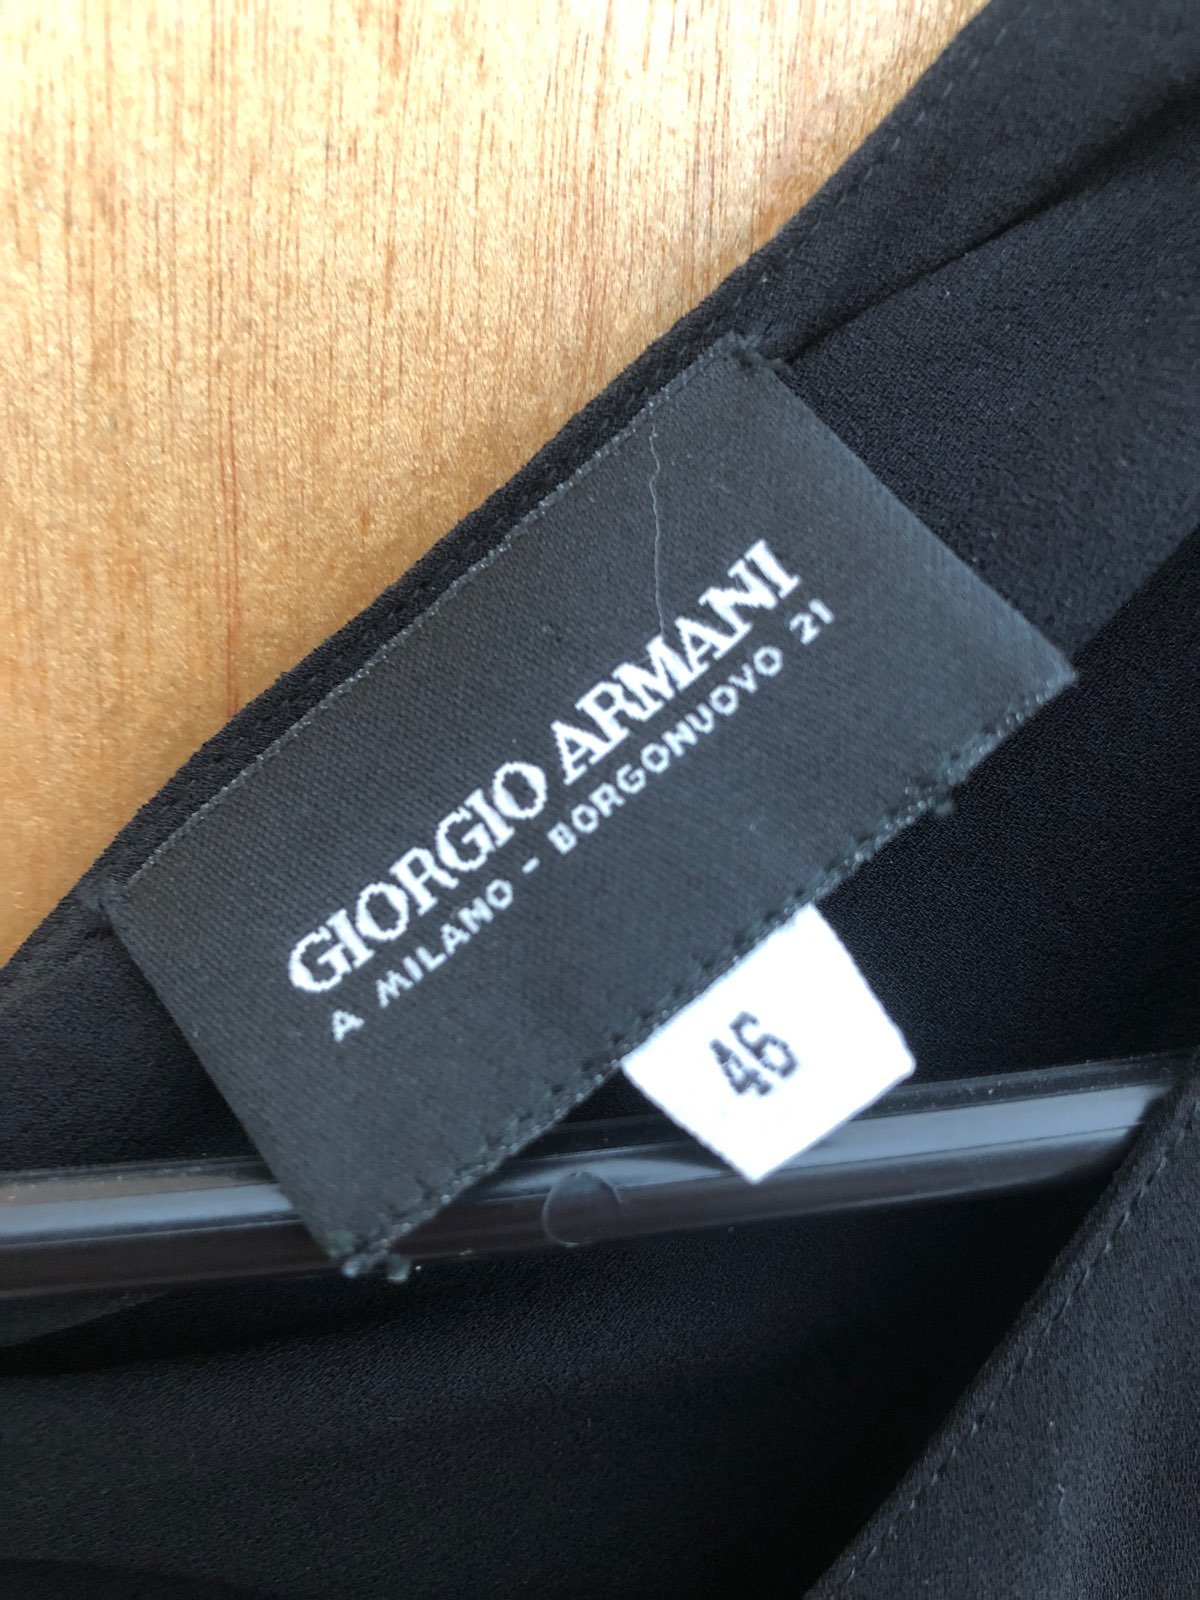 GIORGIO ARMANI
A MILANO - BORGONUOVO 21
46